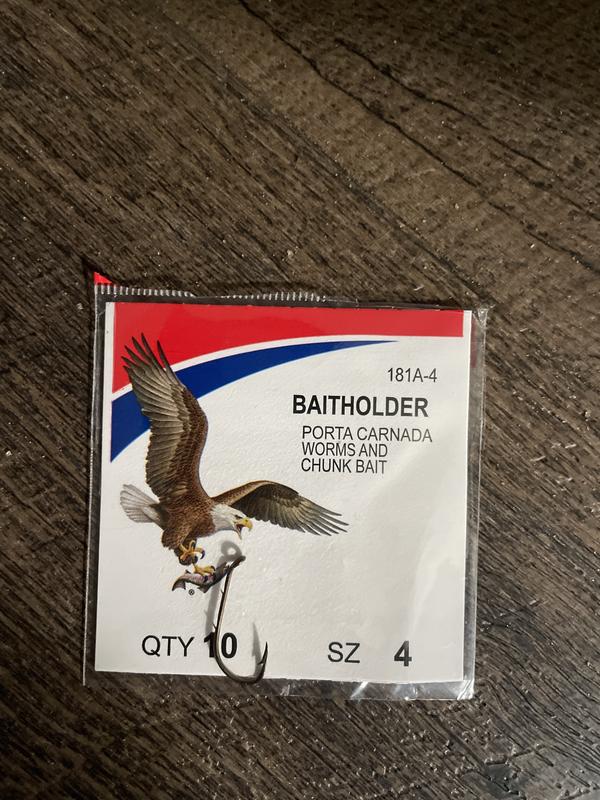 181A-4
BAITHOLDER
PORTA CARNADA
WORMS AND
CHUNK BAIT
®
QTY 10 SZ 4